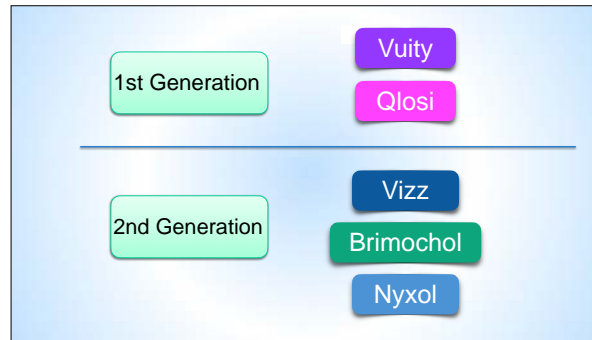 Vuity
1st Generation
Qlosi
Vizz
2nd Generation
Brimochol
Nyxol